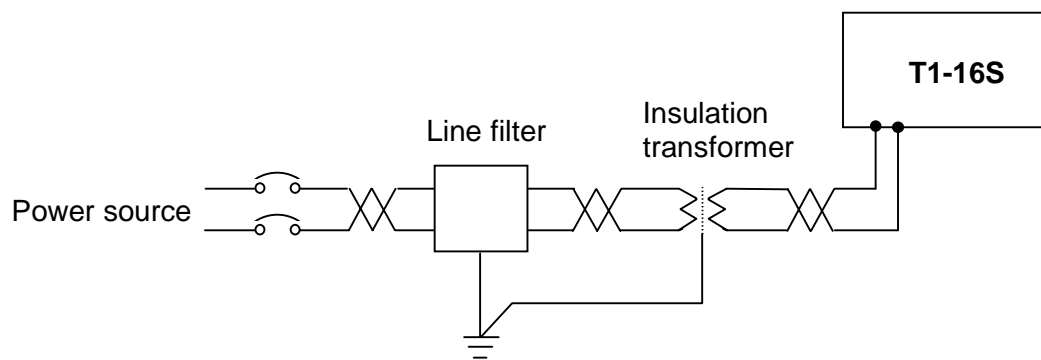 T1-16S
Insulation
transformer
Line filter
Power source